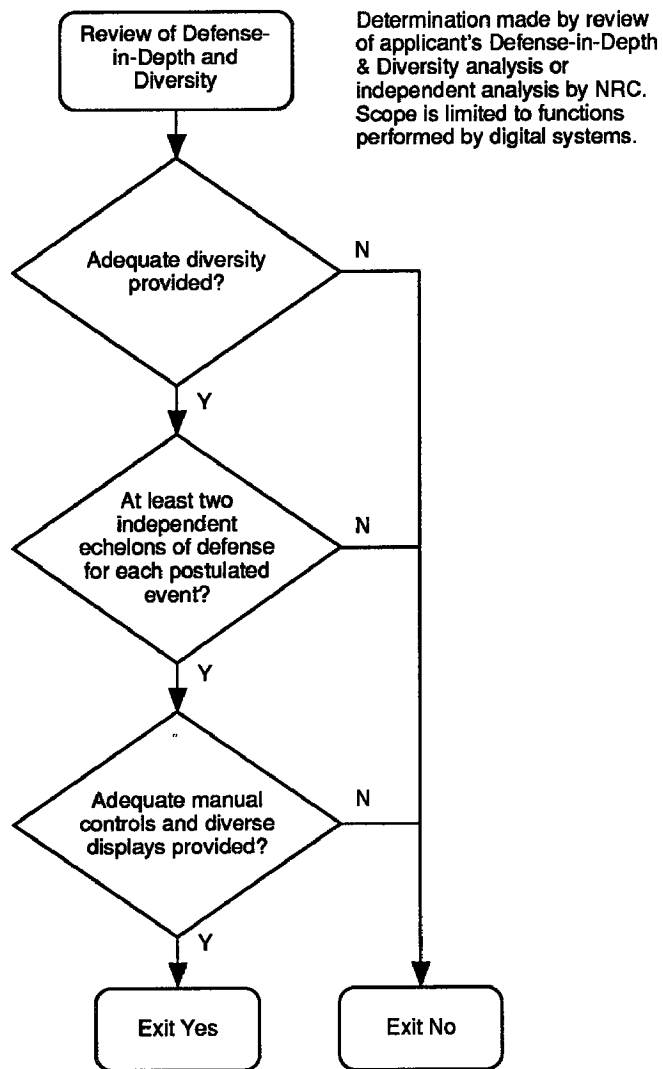 Review of Defense-
in-Depth and
Diversity
Determination made by review
of applicant's Defense-in-Depth
& Diversity analysis or
independent analysis by NRC.
Scope is limited to functions
performed by digital systems.
Adequate diversity
provided?
N
Y
At least two
independent
echelons of defense
for each postulated
event?
N
Y
Adequate manual
controls and diverse
displays provided?
N
Y
Exit Yes
Exit No